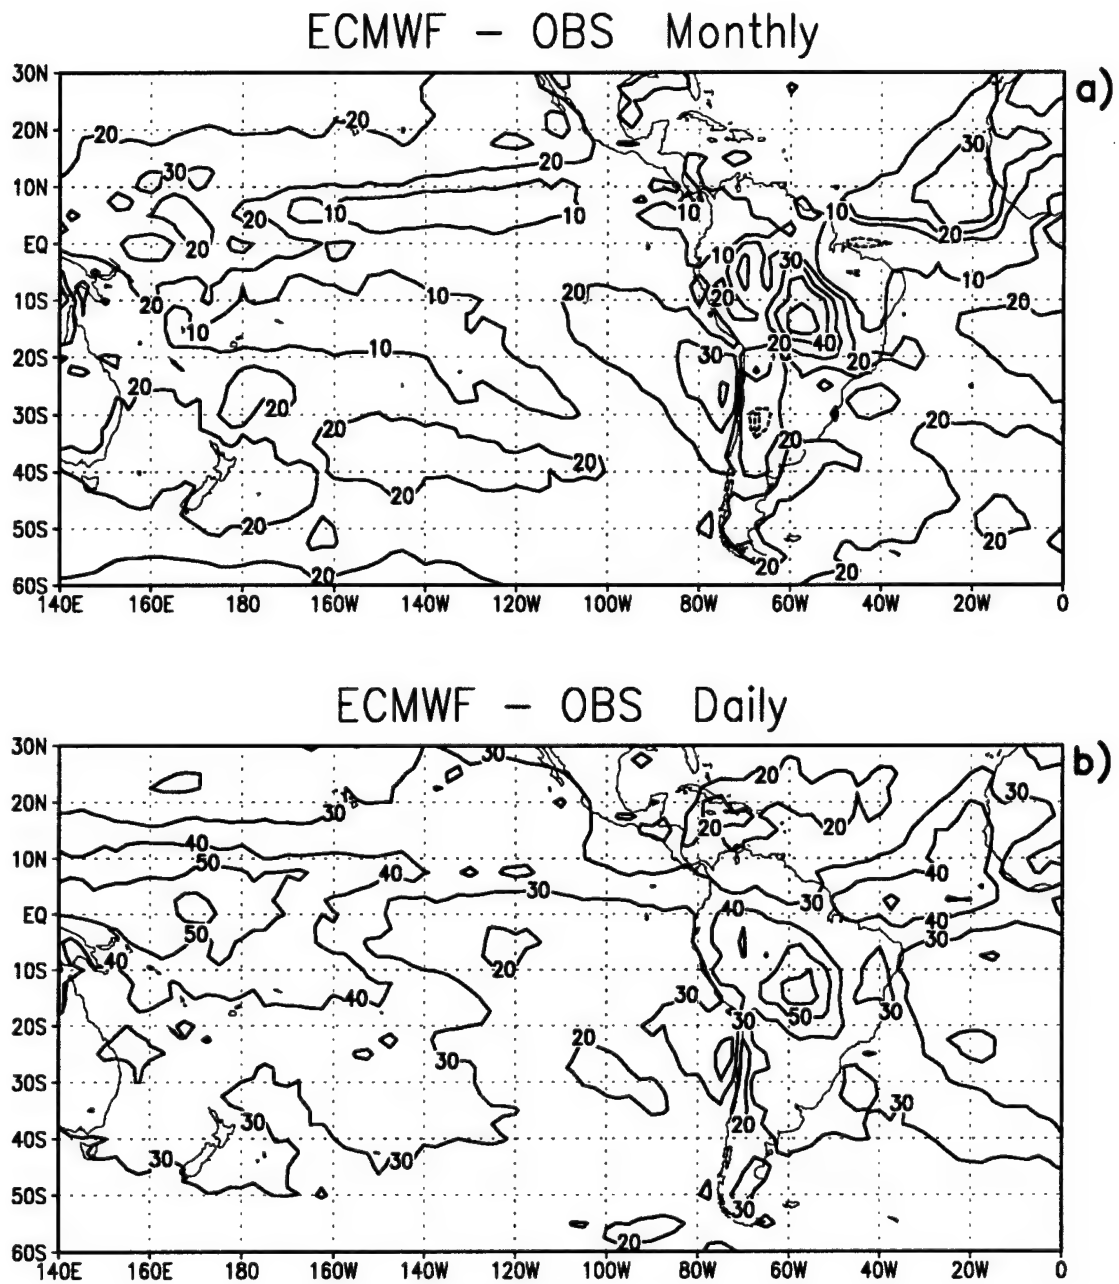 ECMWF – OBS Monthly
a)
30N
20N
10N
EQ
10S
20S
30S
40S
50S
60S
140E 160E 180 160W 140W 120W 100W 80W 60W 40W 20W 0
20 20 20 30 30
30 20 20 10 10 10 10 20
10 30 10
20 20 10 20 20
10 10 30 20 40 20
20 20 20 20
20 20 20
20 20 20 20
ECMWF – OBS Daily
b)
30N
20N
10N
EQ
10S
20S
30S
40S
50S
60S
140E 160E 180 160W 140W 120W 100W 80W 60W 40W 20W 0
30 20 30
30 20 20
40 50 40 30 30 40
50 40 40 30
40 20
40 30 30 50 30
30 20
30 20 30
30 30
30
20 20